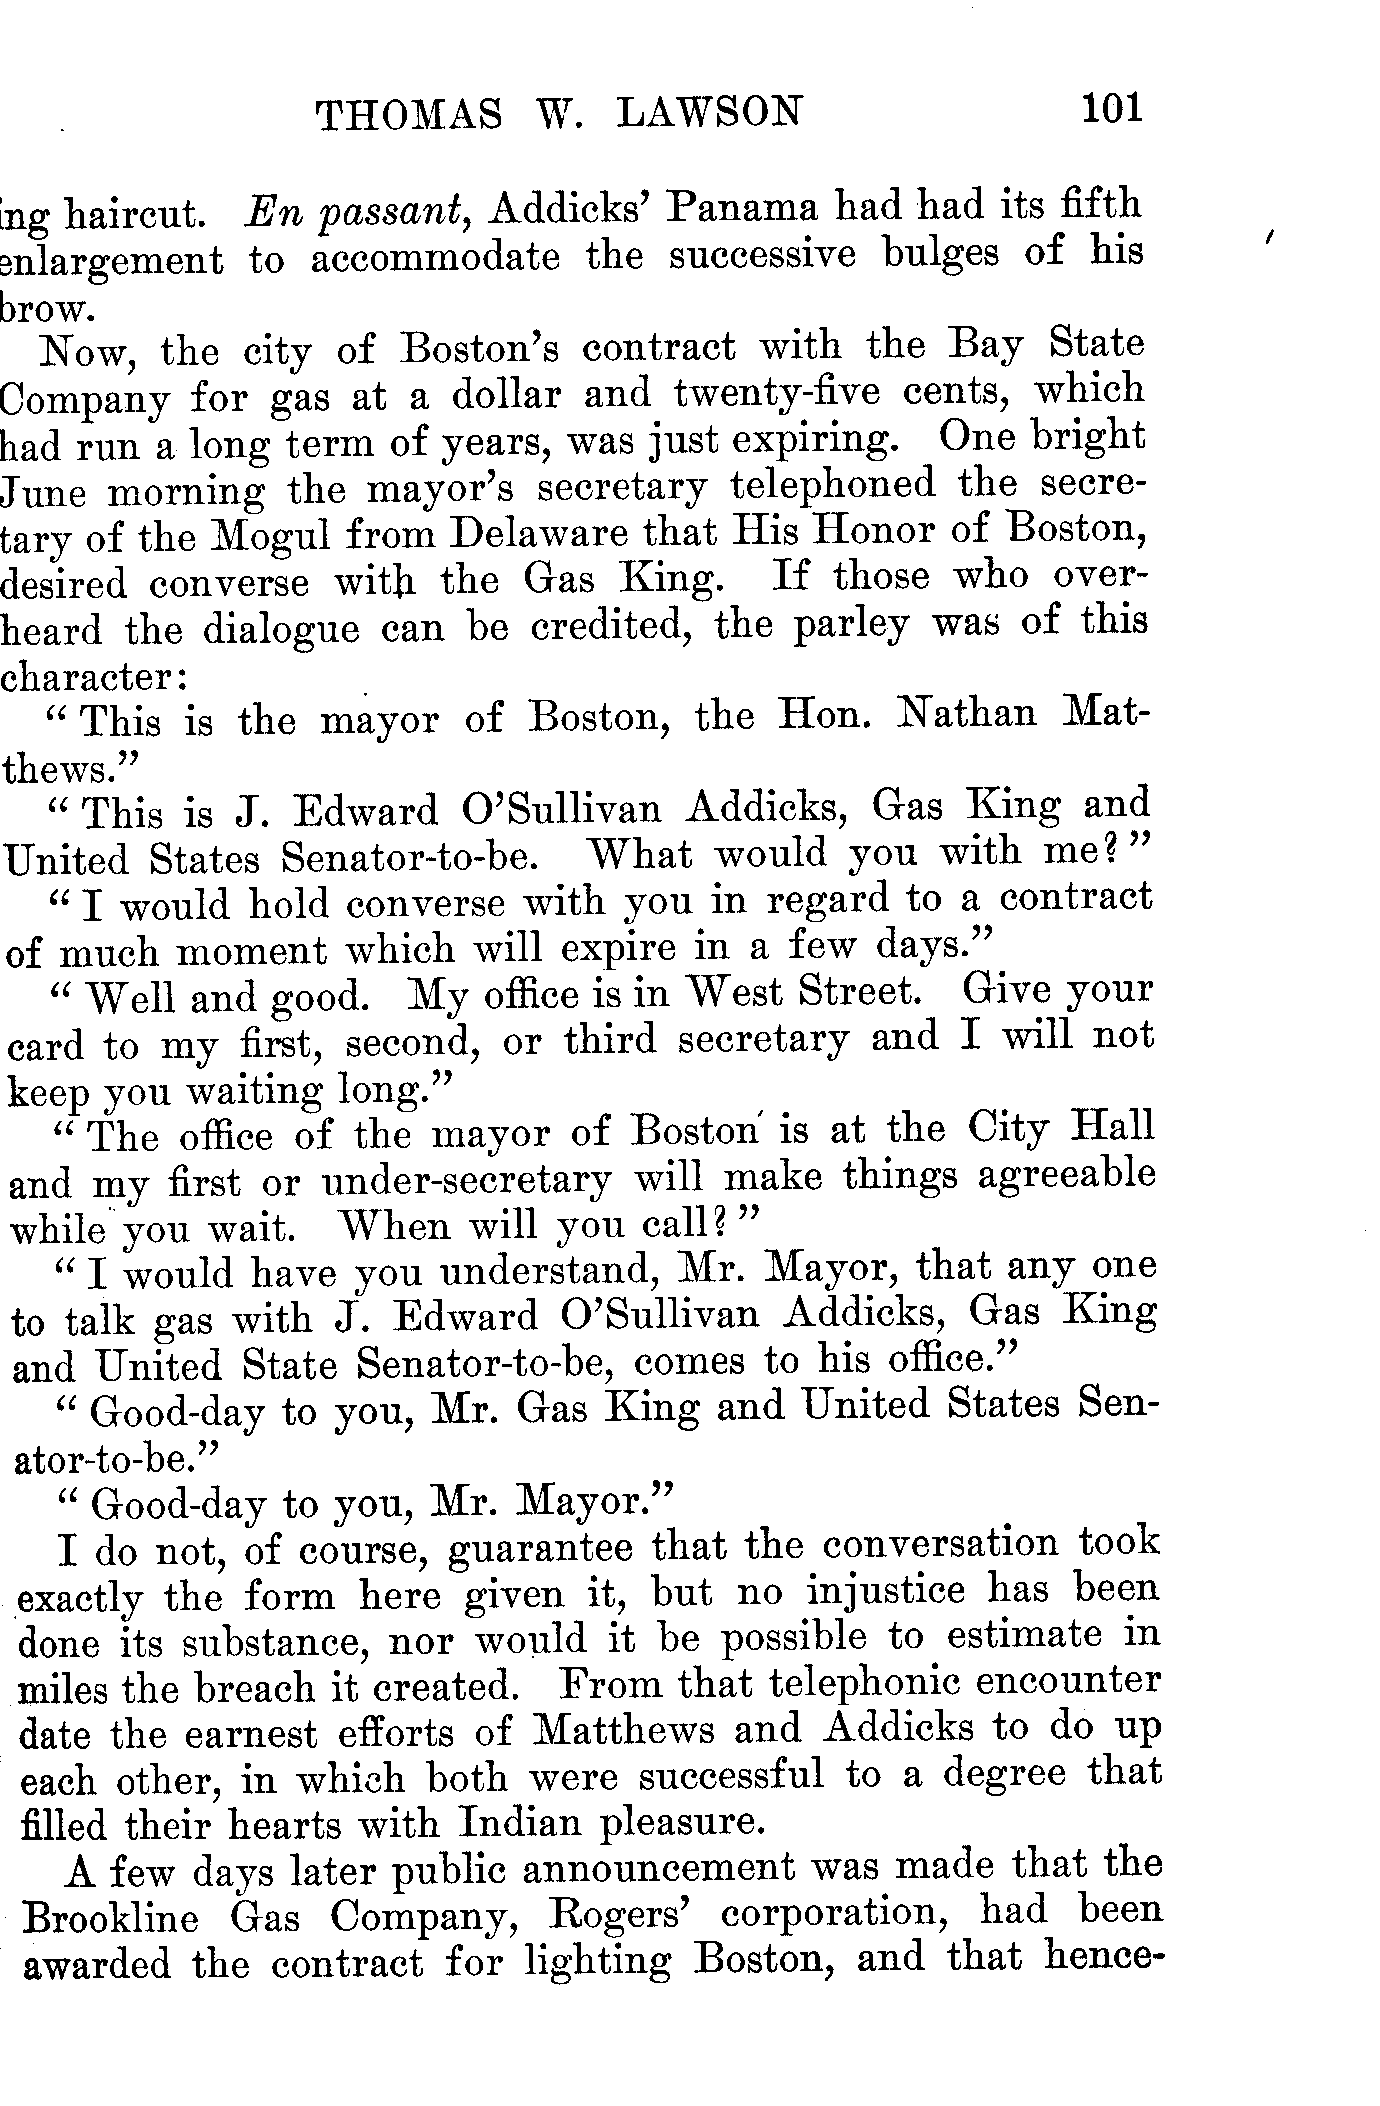 THOMAS W. LAWSON 101
ing haircut. En passant, Addicks' Panama had had its fifth
enlargement to accommodate the successive bulges of his
brow.
Now, the city of Boston's contract with the Bay State
Company for gas at a dollar and twenty-five cents, which
had run a long term of years, was just expiring. One bright
June morning the mayor's secretary telephoned the secre-
tary of the Mogul from Delaware that His Honor of Boston,
desired converse with the Gas King. If those who over-
heard the dialogue can be credited, the parley was of this
character:
" This is the mayor of Boston, the Hon. Nathan Mat-
thews."
" This is J. Edward O'Sullivan Addicks, Gas King and
United States Senator-to-be. What would you with me? "
" I would hold converse with you in regard to a contract
of much moment which will expire in a few days."
" Well and good. My office is in West Street. Give your
card to my first, second, or third secretary and I will not
keep you waiting long."
" The office of the mayor of Boston is at the City Hall
and my first or under-secretary will make things agreeable
while you wait. When will you call? "
" I would have you understand, Mr. Mayor, that any one
to talk gas with J. Edward O'Sullivan Addicks, Gas King
and United State Senator-to-be, comes to his office."
" Good-day to you, Mr. Gas King and United States Sen-
ator-to-be."
" Good-day to you, Mr. Mayor."
I do not, of course, guarantee that the conversation took
exactly the form here given it, but no injustice has been
done its substance, nor would it be possible to estimate in
miles the breach it created. From that telephonic encounter
date the earnest efforts of Matthews and Addicks to do up
each other, in which both were successful to a degree that
filled their hearts with Indian pleasure.
A few days later public announcement was made that the
Brookline Gas Company, Rogers' corporation, had been
awarded the contract for lighting Boston, and that hence-